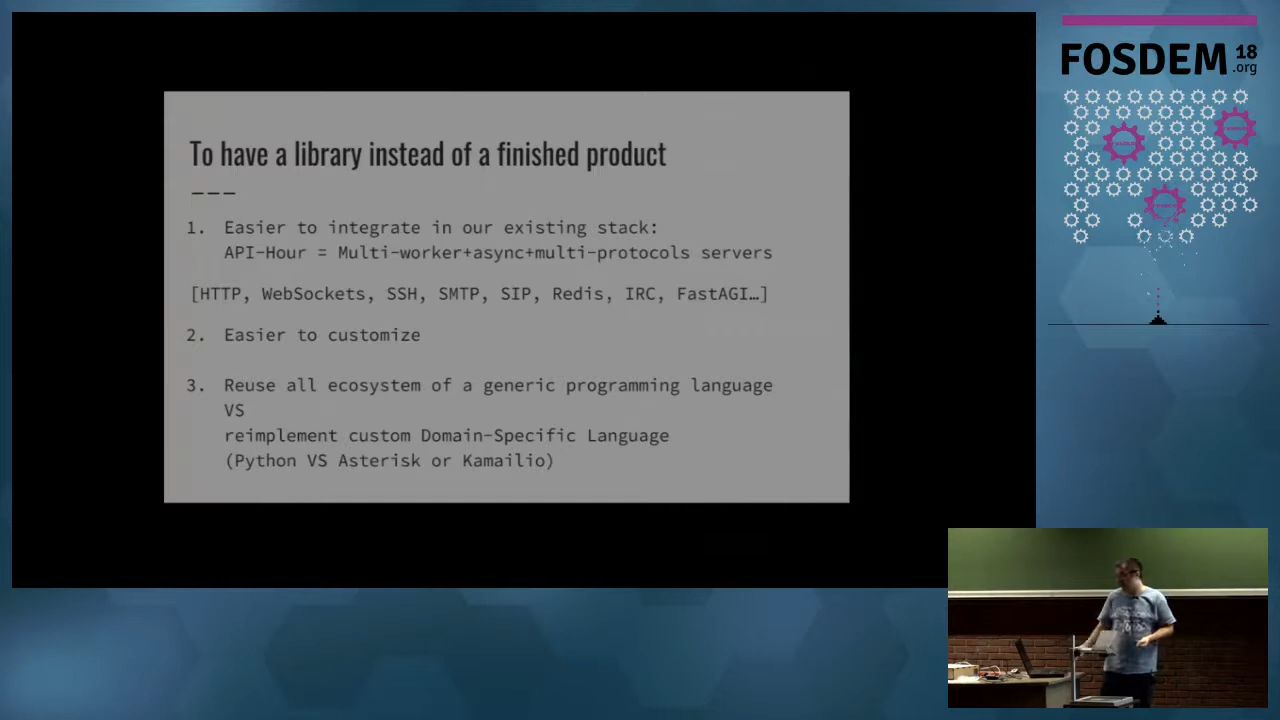 To have a library instead of a finished product
---
1. Easier to integrate in our existing stack:
API-Hour = Multi-worker+async+multi-protocols servers
[HTTP, WebSockets, SSH, SMTP, SIP, Redis, IRC, FastAGI…]
2. Easier to customize
3. Reuse all ecosystem of a generic programming language
VS
reimplement custom Domain-Specific Language
(Python VS Asterisk or Kamailio)
FOSDEM 18
.org